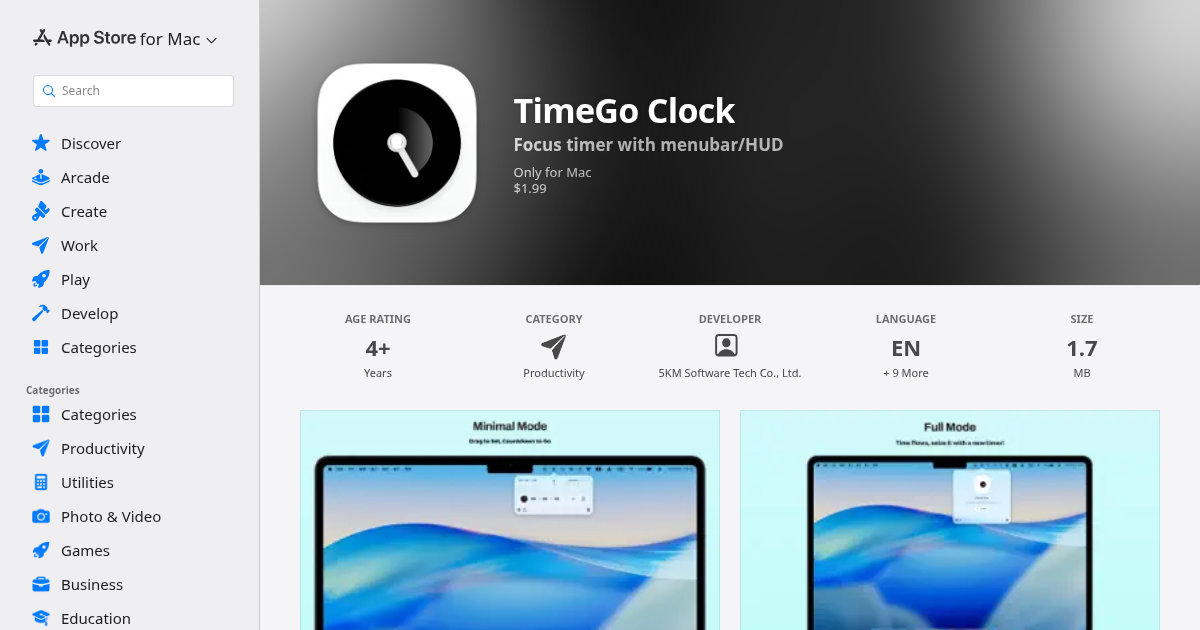 App Store for Mac
Search
Discover
Arcade
Create
Work
Play
Develop
Categories
Categories
Categories
Productivity
Utilities
Photo & Video
Games
Business
Education
TimeGo Clock
Focus timer with menubar/HUD
Only for Mac
$1.99
AGE RATING
4+
Years
CATEGORY
Productivity
DEVELOPER
5KM Software Tech Co., Ltd.
LANGUAGE
EN
+ 9 More
SIZE
1.7
MB
Minimal Mode
Drag to Set, Countdown to Go
Full Mode
Time flows, seize it with a new timer!